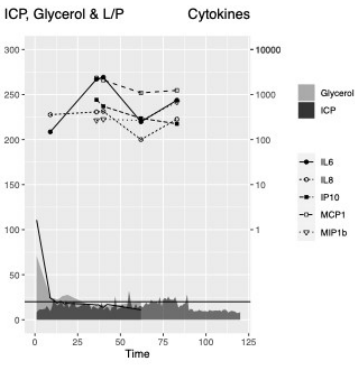 ICP, Glycerol & L/P Cytokines
300 10000
250 1000
200 100
150 10
100 1
50
0
0 25 50 75 100 125
Time
Glycerol
ICP
IL6
IL8
IP10
MCP1
MIP1b